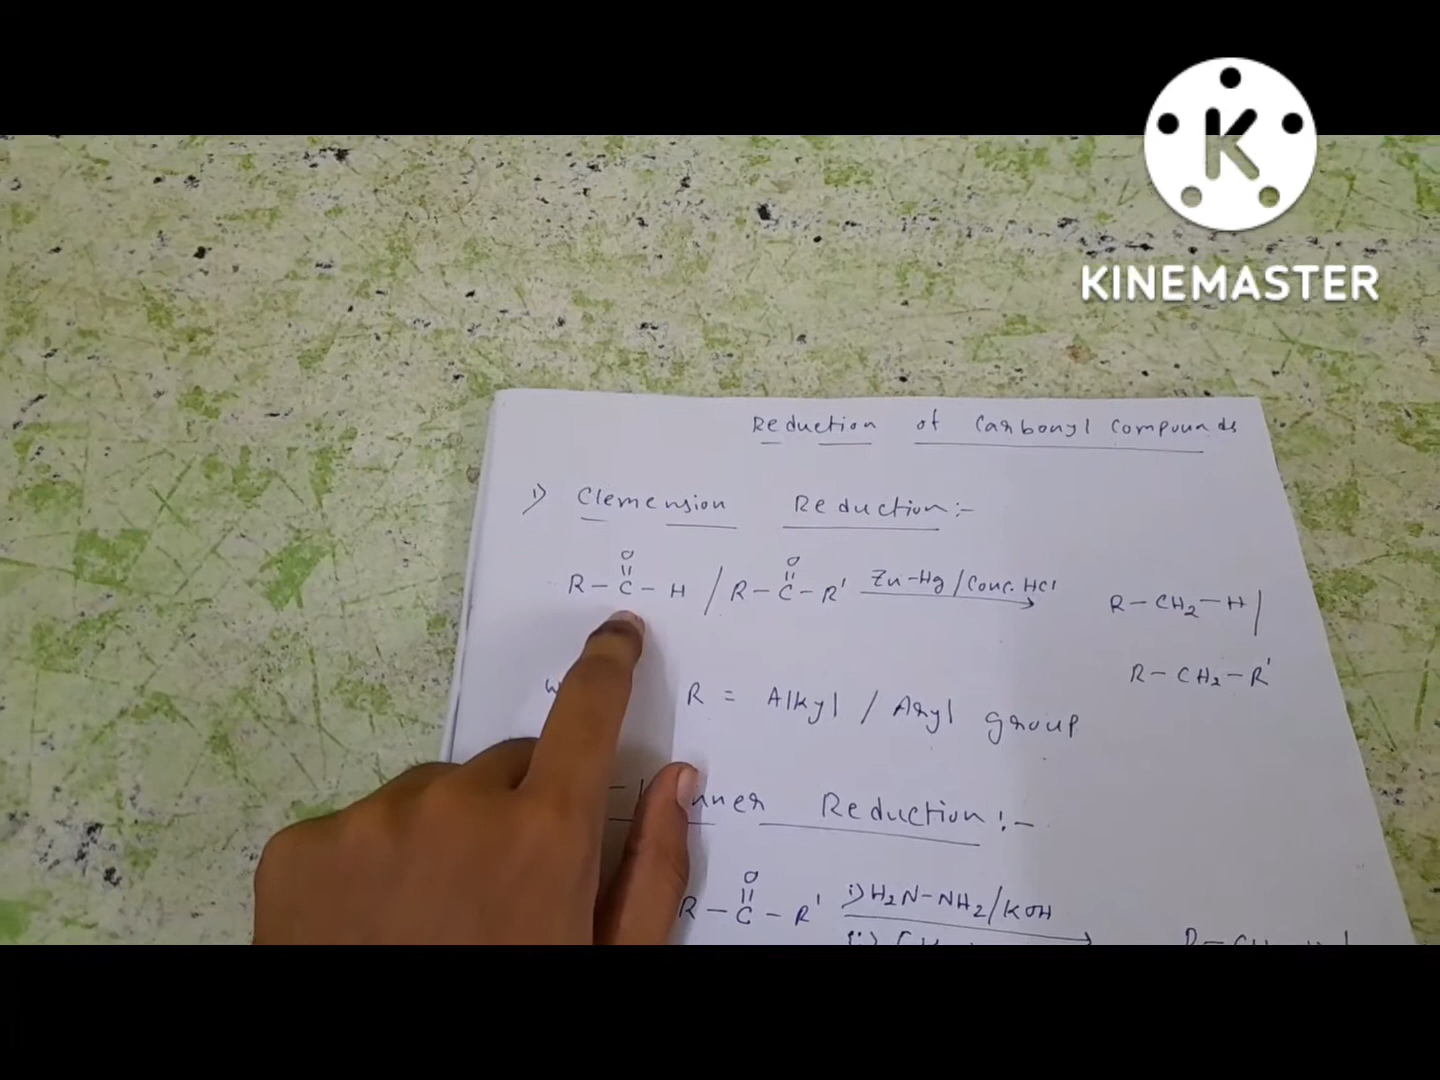 KINEMASTER
Reduction of Carbonyl Compounds
1) Clemension Reduction:-
O O
R-C-H / R-C-R' Zn-Hg/Conc. HCl R-CH2-H/
R-CH2-R'
R = Alkyl / Aryl group
Reduction:-
O
R-C-R' i) H2N-NH2/KOH